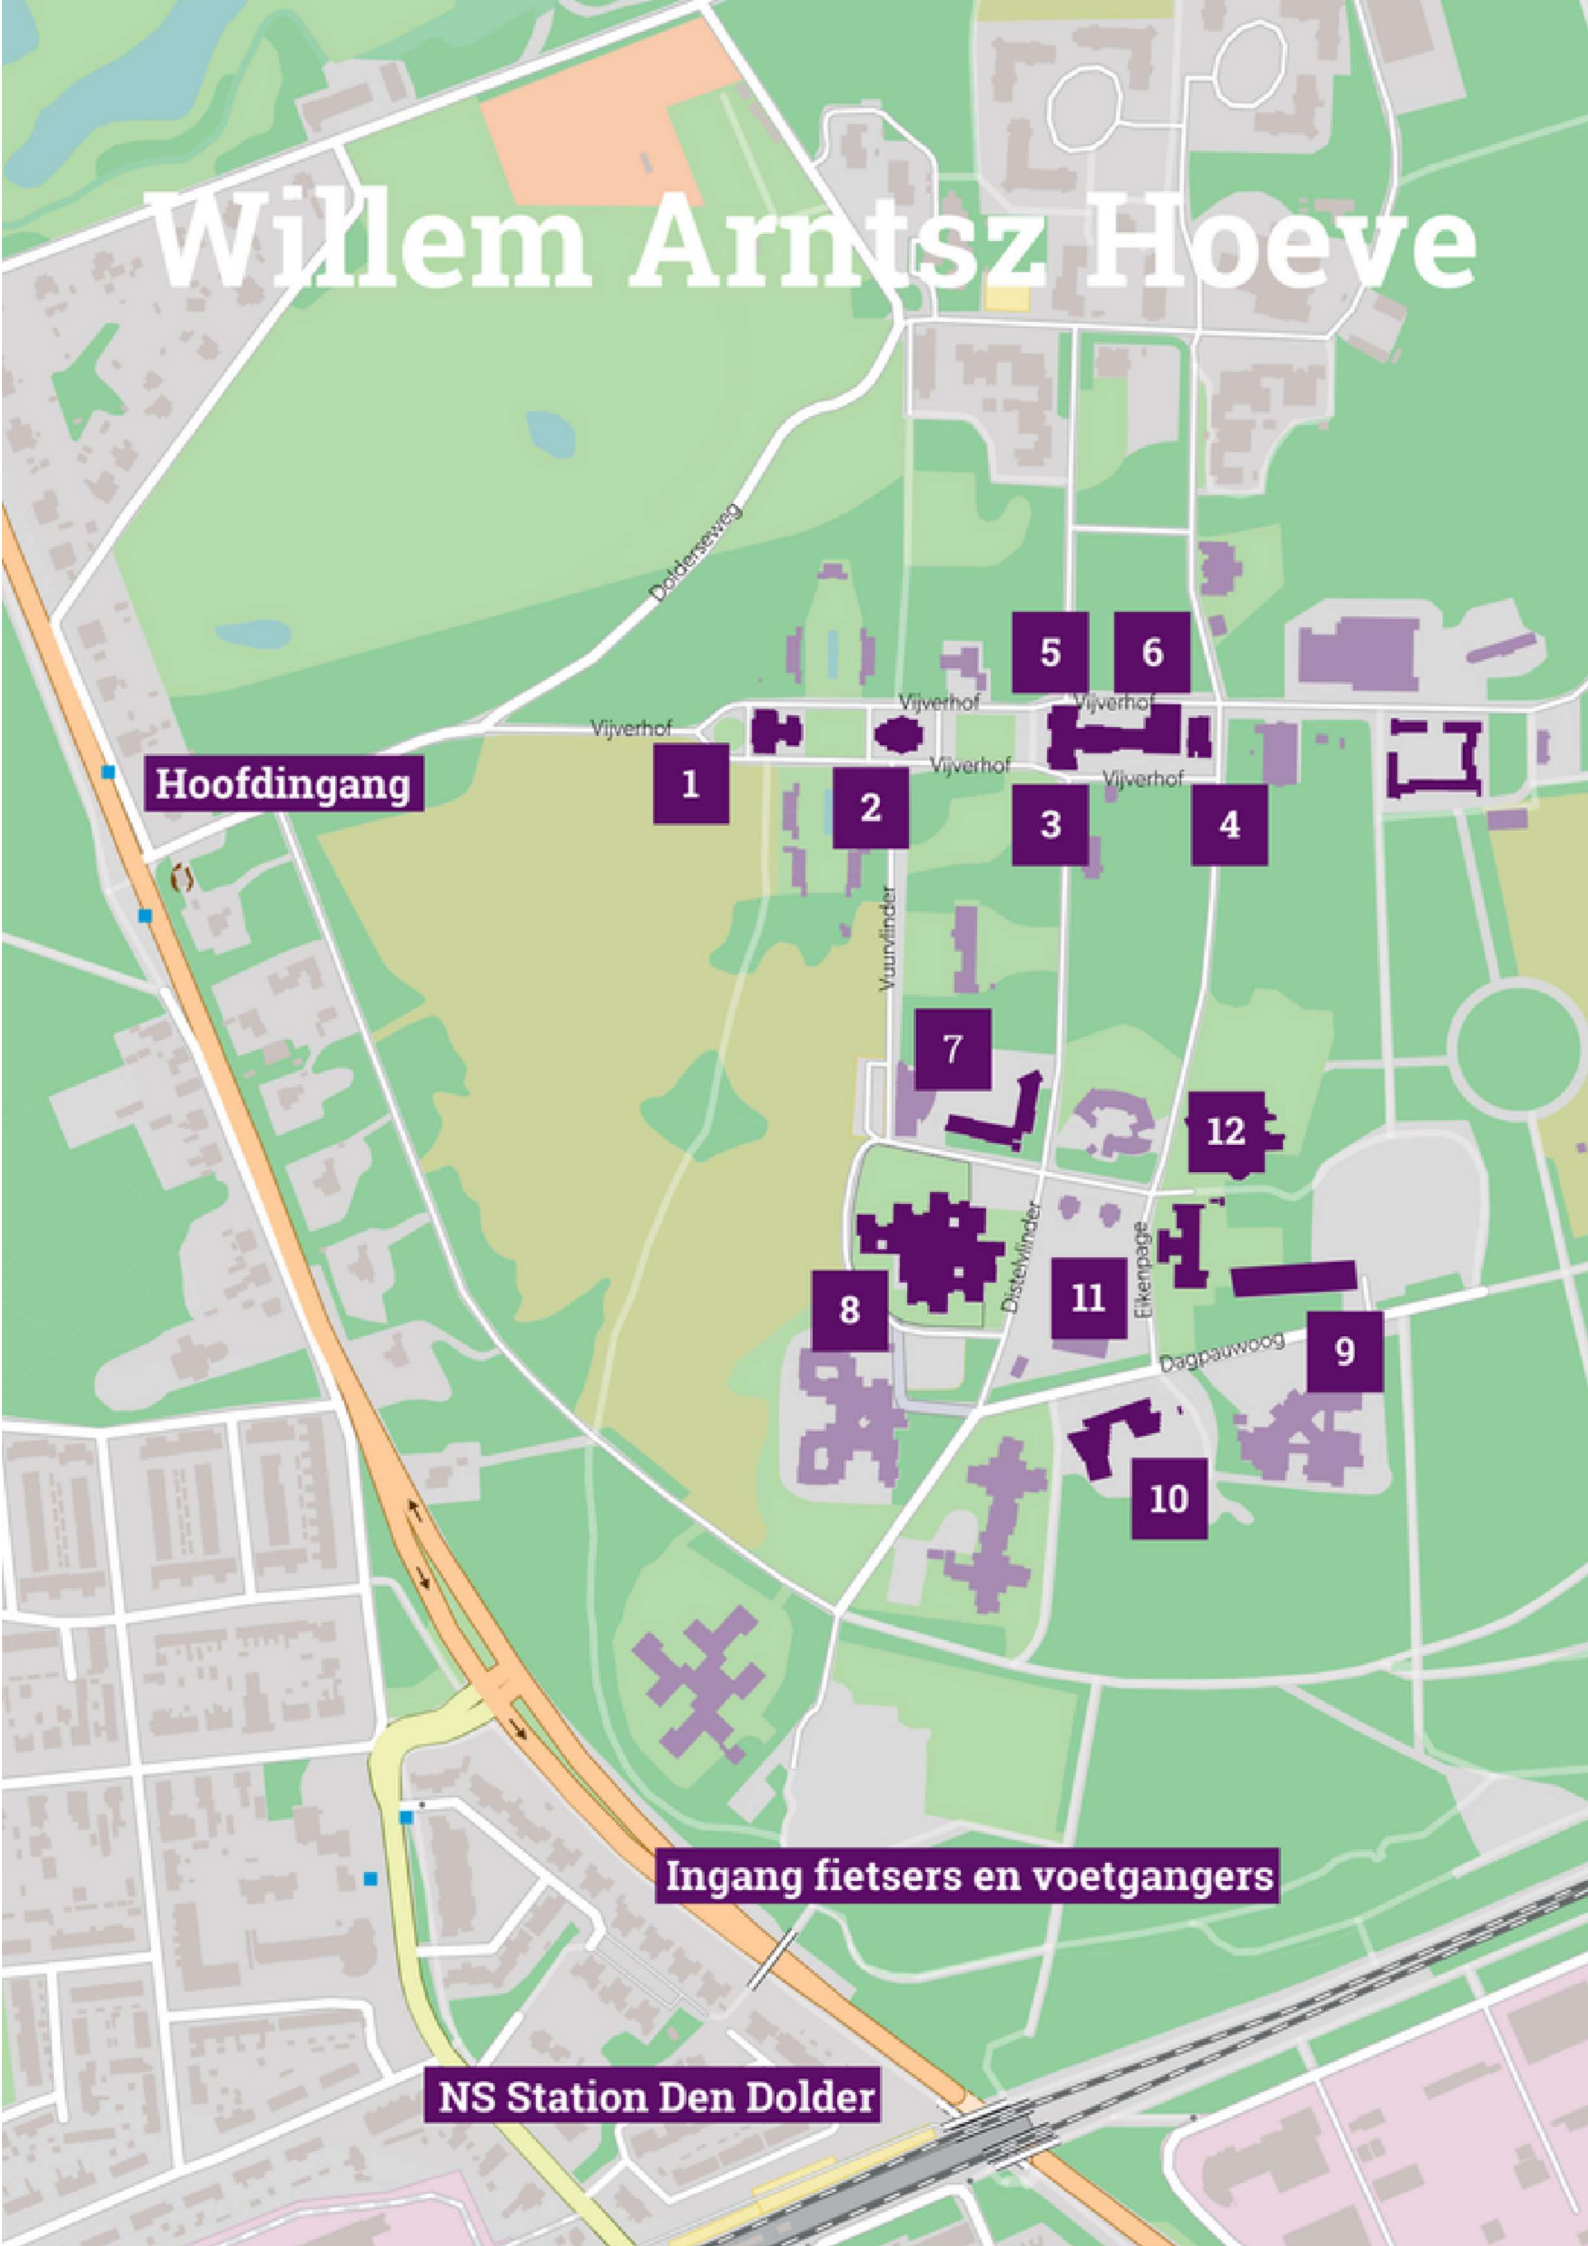 Willem Arntsz Hoeve
Dolderseweg
5
6
Vijverhof
Vijverhof
Vijverhof
Hoofdingang
1
Vijverhof
Vijverhof
2
3
4
Vuurvlinder
7
12
Distelvlinder
Eikenpage
8
11
Dagpauwoog
9
10
Ingang fietsers en voetgangers
NS Station Den Dolder